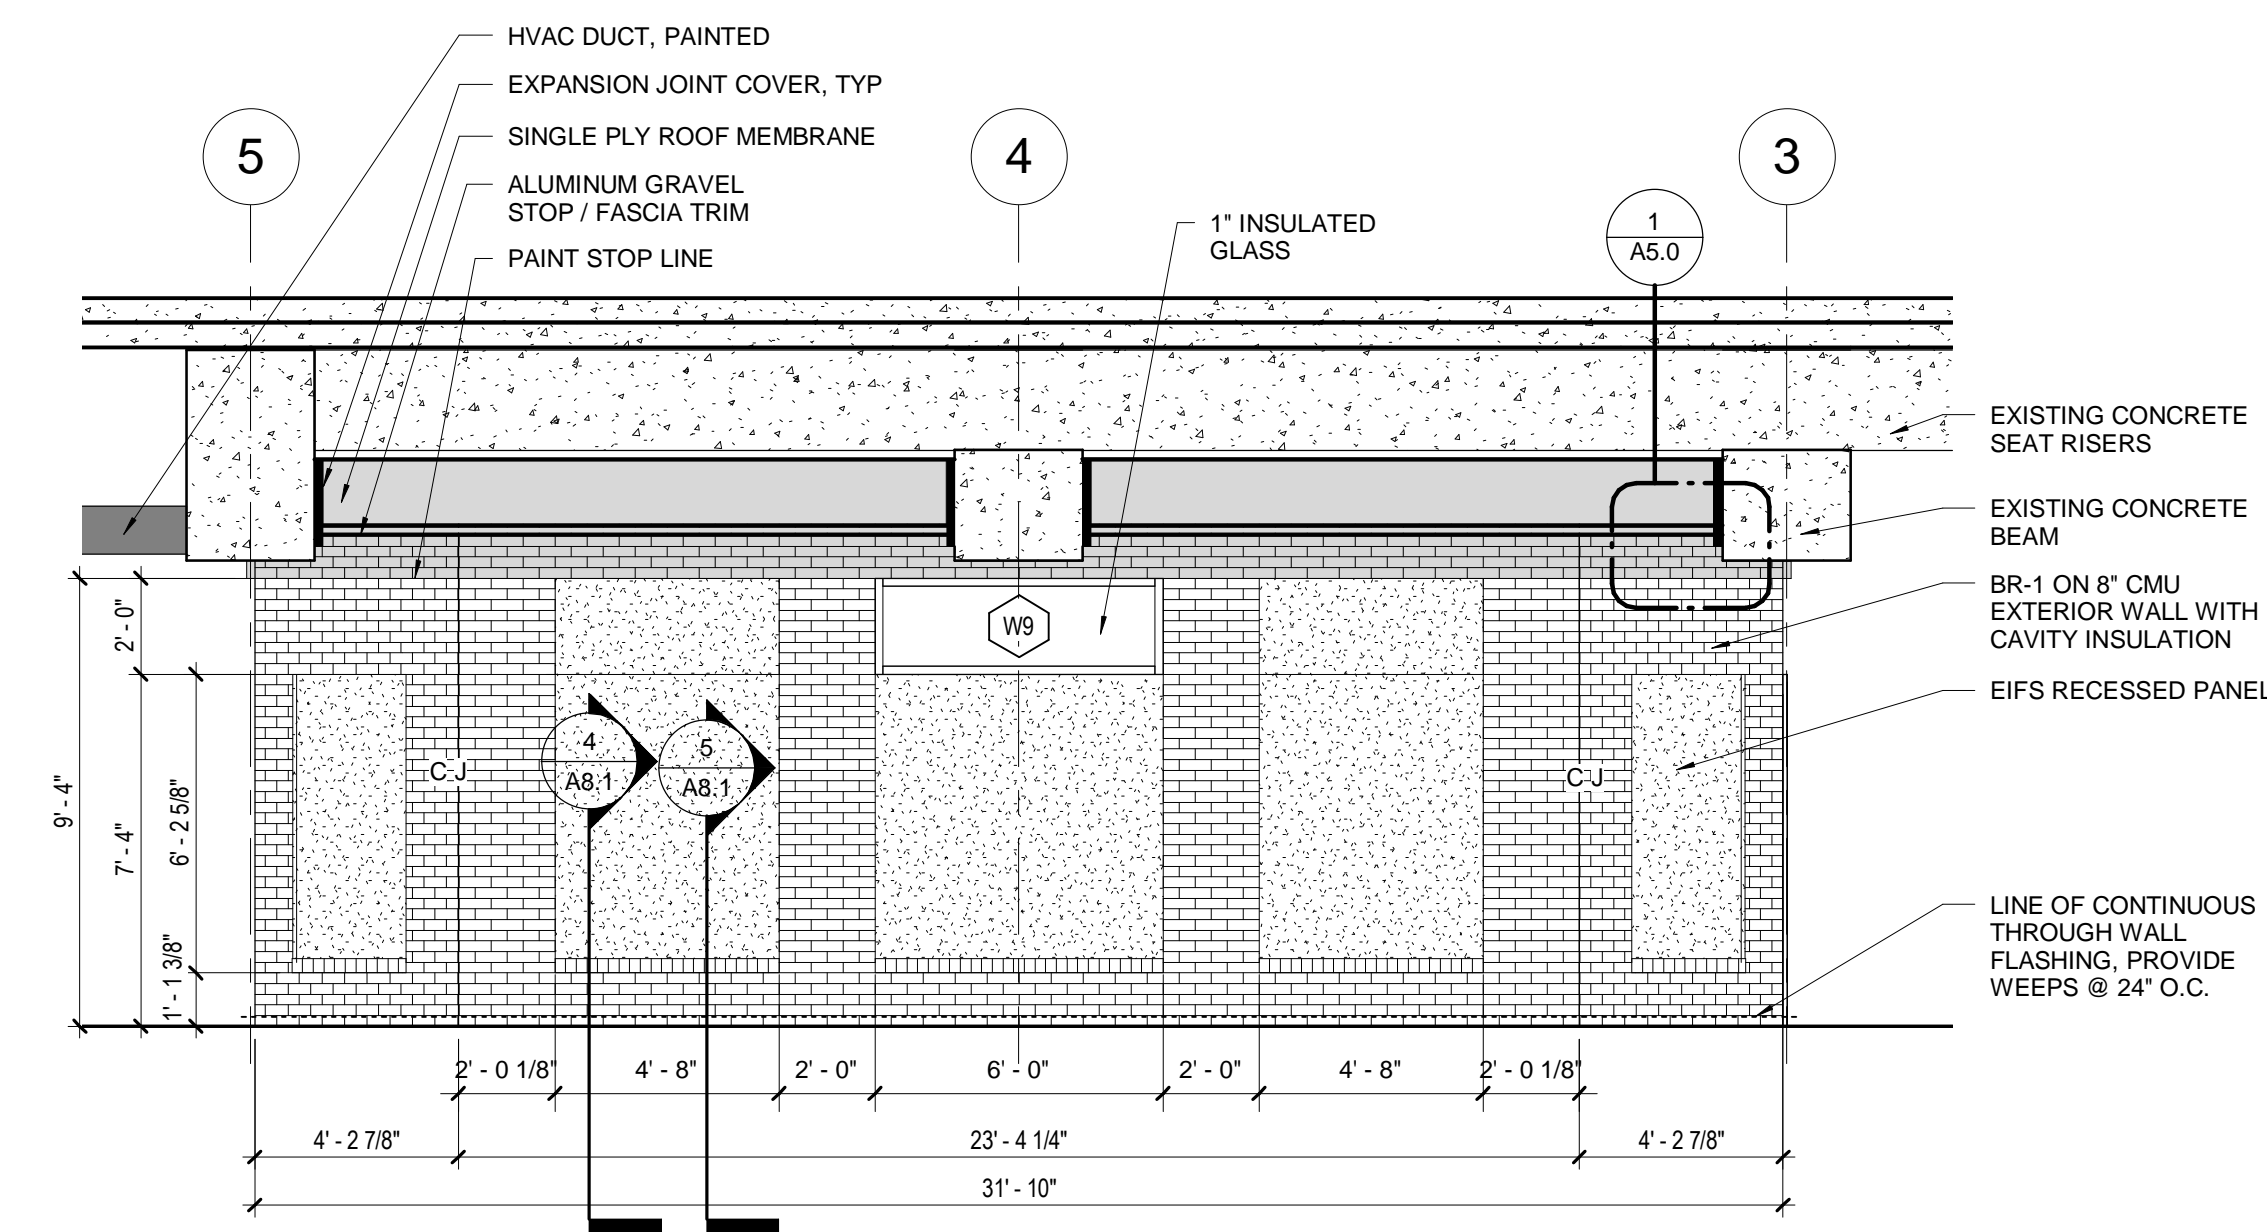 HVAC DUCT, PAINTED
EXPANSION JOINT COVER, TYP
SINGLE PLY ROOF MEMBRANE
ALUMINUM GRAVEL
STOP / FASCIA TRIM
PAINT STOP LINE
5
4
3
1" INSULATED
GLASS
1
A5.0
EXISTING CONCRETE
SEAT RISERS
EXISTING CONCRETE
BEAM
BR-1 ON 8" CMU
EXTERIOR WALL WITH
CAVITY INSULATION
EIFS RECESSED PANEL
LINE OF CONTINUOUS
THROUGH WALL
FLASHING, PROVIDE
WEEPS @ 24" O.C.
W9
C J
4
A8.1
5
A8.1
C J
9' - 4"
2' - 0"
7' - 4"
6' - 2 5/8"
1' - 1 3/8"
2' - 0 1/8"
4' - 8"
2' - 0"
6' - 0"
2' - 0"
4' - 8"
2' - 0 1/8"
4' - 2 7/8"
23' - 4 1/4"
4' - 2 7/8"
31' - 10"